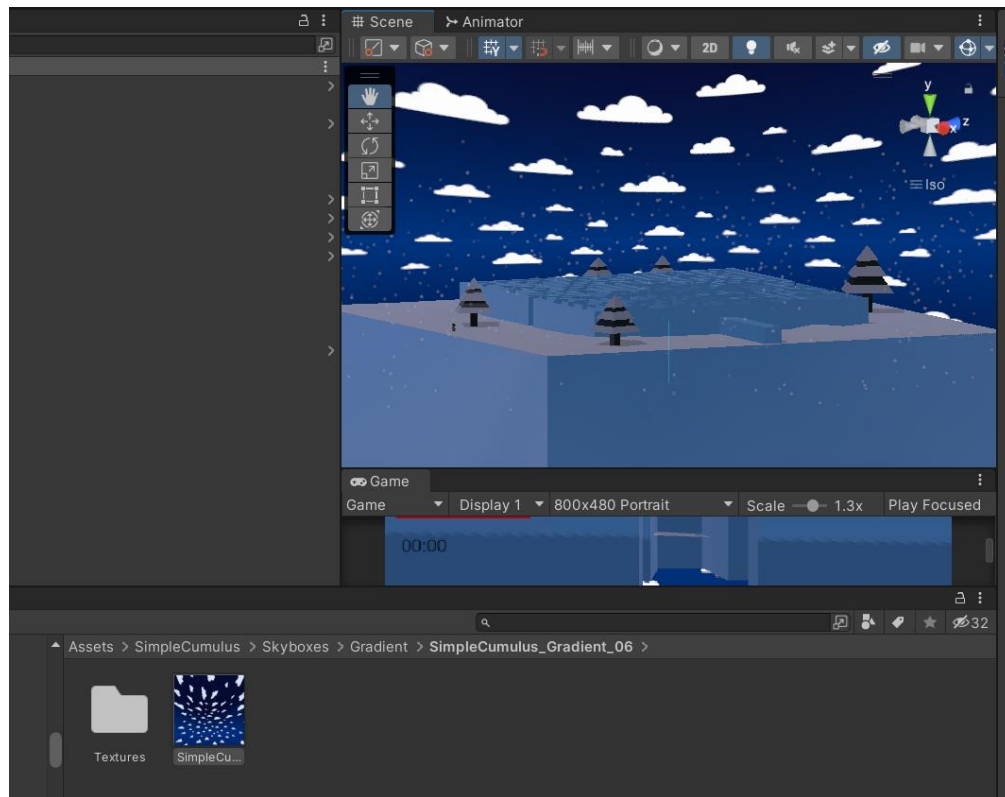 Scene Animator
2D
y
z
x
Iso
Game
Game Display 1 800x480 Portrait Scale 1.3x Play Focused
00:00
32
Assets > SimpleCumulus > Skyboxes > Gradient > SimpleCumulus_Gradient_06 >
Textures SimpleCu...